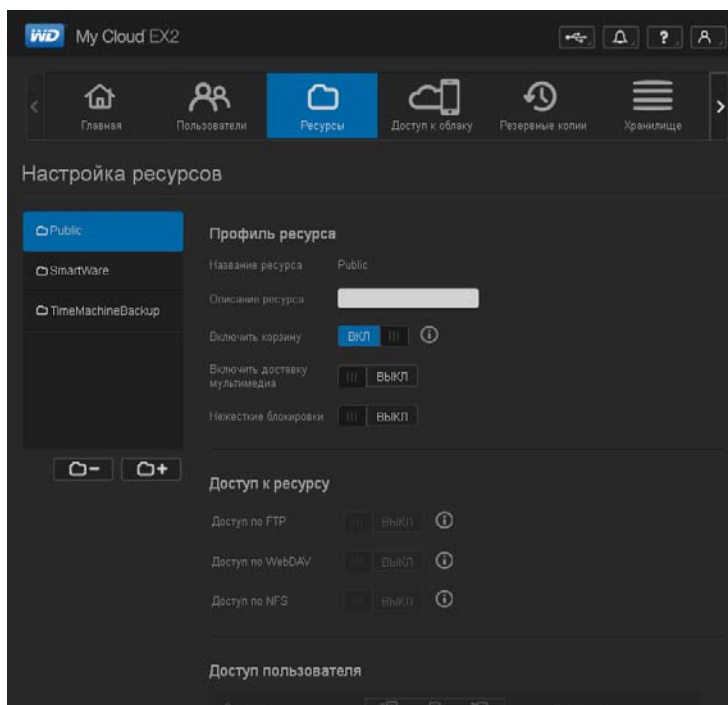 WD My Cloud EX2
?
Главная
Пользователи
Ресурсы
Доступ к облаку
Резервные копии
Хранилище
Настройка ресурсов
Public
SmartWare
TimeMachineBackup
Профиль ресурса
Название ресурса Public
Описание ресурса
Включить корзину ВКЛ
Включить доставку
мультимедиа ВЫКЛ
Нежесткие блокировки ВЫКЛ
Доступ к ресурсу
Доступ по FTP ВЫКЛ
Доступ по WebDAV ВЫКЛ
Доступ по NFS ВЫКЛ
Доступ пользователя